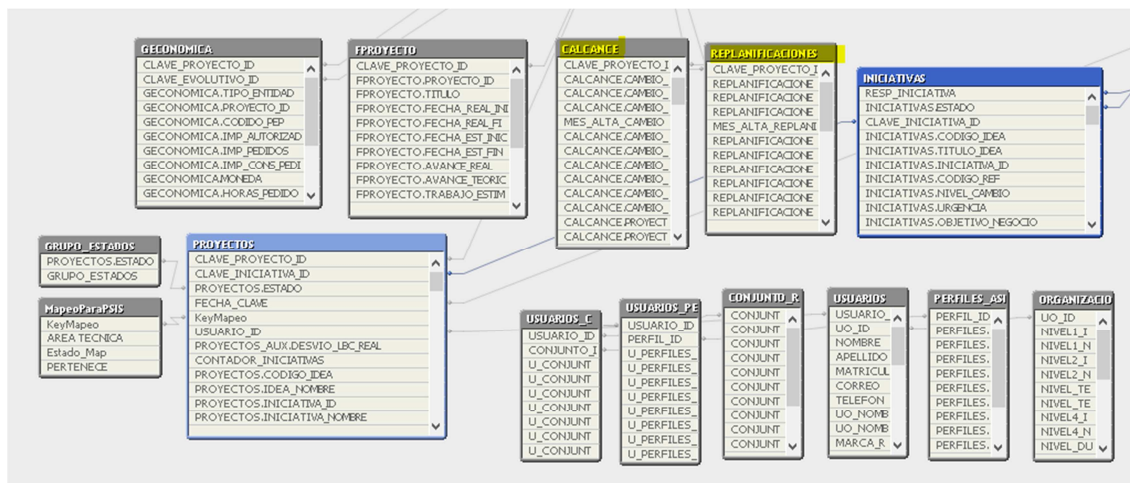 GECONOMICA
CLAVE_PROYECTO_ID
CLAVE_EVOLUTIVO_ID
GECONOMICA.TIPO_ENTIDAD
GECONOMICA.PROYECTO_ID
GECONOMICA.CODIDO_PEP
GECONOMICA.IMP_AUTORIZAD
GECONOMICA.IMP_PEDIDOS
GECONOMICA.IMP_CONS_PEDI
GECONOMICA.MONEDA
GECONOMICA.HORAS_PEDIDO
FPROYECTO
CLAVE_PROYECTO_ID
FPROYECTO.PROYECTO_ID
FPROYECTO.TITULO
FPROYECTO.FECHA_REAL_INI
FPROYECTO.FECHA_REAL_FI
FPROYECTO.FECHA_EST_INIC
FPROYECTO.FECHA_EST_FIN
FPROYECTO.AVANCE_REAL
FPROYECTO.AVANCE_TEORIC
FPROYECTO.TRABAJO_ESTIM
CALCANCE
CLAVE_PROYECTO_I
CALCANCE.CAMBIO_
CALCANCE.CAMBIO_
CALCANCE.CAMBIO_
MES_ALTA_CAMBIO
CALCANCE.CAMBIO_
CALCANCE.CAMBIO_
CALCANCE.CAMBIO_
CALCANCE.CAMBIO_
CALCANCE.CAMBIO_
CALCANCE.CAMBIO_
CALCANCE.PROYECT
CALCANCE.PROYECT
REPLANIFICACIONES
CLAVE_PROYECTO_I
REPLANIFICACIONE
REPLANIFICACIONE
REPLANIFICACIONE
MES_ALTA_REPLANI
REPLANIFICACIONE
REPLANIFICACIONE
REPLANIFICACIONE
REPLANIFICACIONE
REPLANIFICACIONE
REPLANIFICACIONE
INICIATIVAS
RESP_INICIATIVA
INICIATIVAS.ESTADO
CLAVE_INICIATIVA_ID
INICIATIVAS.CODIGO_IDEA
INICIATIVAS.TITULO_IDEA
INICIATIVAS.INICIATIVA_ID
INICIATIVAS.CODIGO_REF
INICIATIVAS.NIVEL_CAMBIO
INICIATIVAS.URGENCIA
INICIATIVAS.OBJETIVO_NEGOCIO
GRUPO_ESTADOS
PROYECTOS.ESTADO
GRUPO_ESTADOS
MapeoParaPSIS
KeyMapeo
AREA TECNICA
Estado_Map
PERTENECE
PROYECTOS
CLAVE_PROYECTO_ID
CLAVE_INICIATIVA_ID
PROYECTOS.ESTADO
FECHA_CLAVE
KeyMapeo
USUARIO_ID
PROYECTOS_AUX.DESVIO_LBC_REAL
CONTADOR_INICIATIVAS
PROYECTOS.CODIGO_IDEA
PROYECTOS.IDEA_NOMBRE
PROYECTOS.INICIATIVA_ID
PROYECTOS.INICIATIVA_NOMBRE
USUARIOS_C
USUARIO_ID
CONJUNTO_I
U_CONJUNT
U_CONJUNT
U_CONJUNT
U_CONJUNT
U_CONJUNT
U_CONJUNT
U_CONJUNT
USUARIOS_PE
USUARIO_ID
PERFIL_ID
U_PERFILES_
U_PERFILES_
U_PERFILES_
U_PERFILES_
U_PERFILES_
U_PERFILES_
U_PERFILES_
U_PERFILES_
CONJUNTO_R
CONJUNT
CONJUNT
CONJUNT
CONJUNT
CONJUNT
CONJUNT
CONJUNT
CONJUNT
CONJUNT
CONJUNT
USUARIOS
USUARIO_
UO_ID
NOMBRE
APELLIDO
MATRICUL
CORREO
TELEFON
UO_NOMB
UO_NOMB
MARCA_R
PERFILES_ASI
PERFIL_ID
PERFILES.
PERFILES.
PERFILES.
PERFILES.
PERFILES.
PERFILES.
PERFILES.
PERFILES.
PERFILES.
ORGANIZACIO
UO_ID
NIVEL1_I
NIVEL1_N
NIVEL2_I
NIVEL2_N
NIVEL_TE
NIVEL_TE
NIVEL4_I
NIVEL4_N
NIVEL_DU